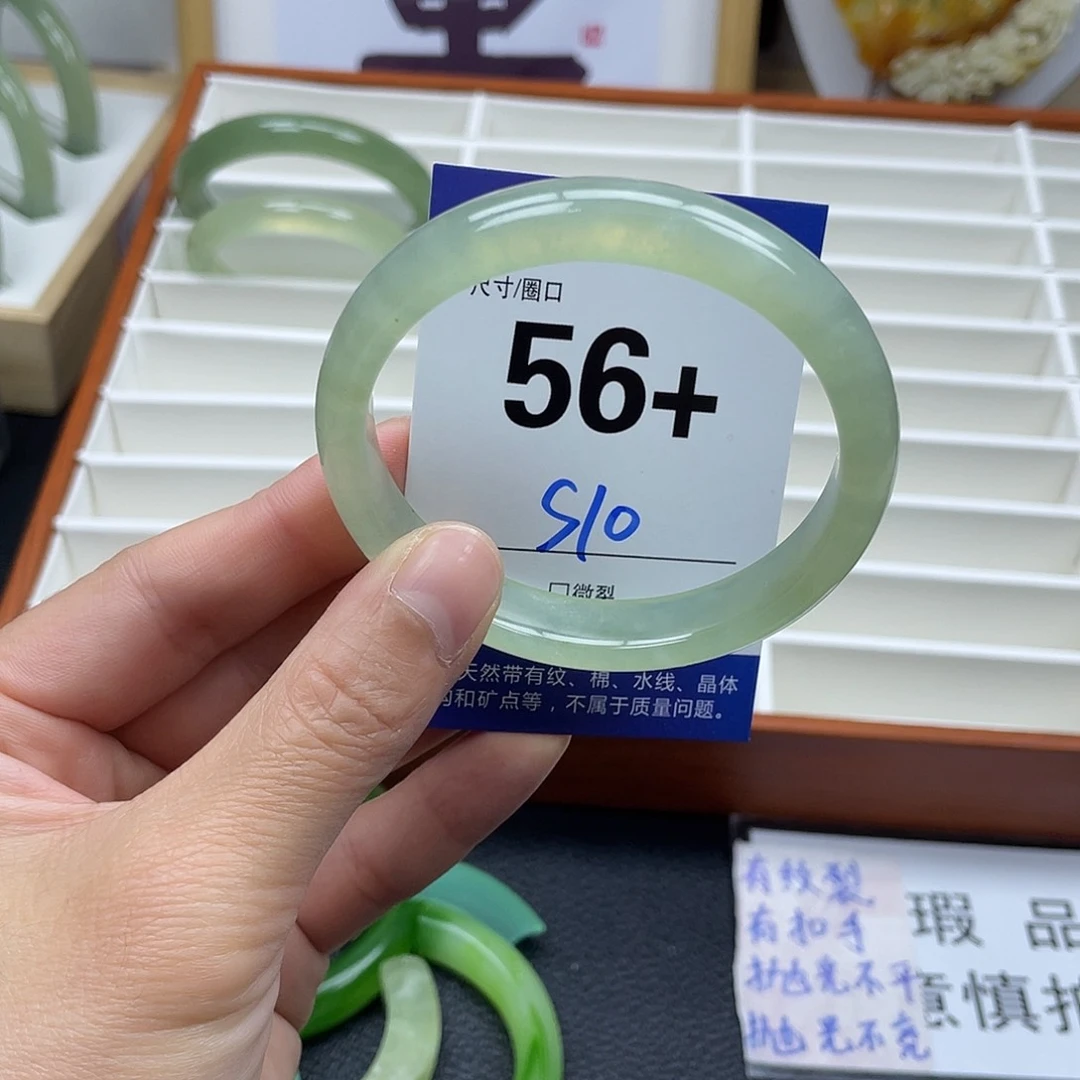 尺寸/圈口
56+
S10
□微裂
天然带有纹、棉、水线、晶体
和矿点等，不属于质量问题。
有纹裂
有扣手
抛光不平
抛光不亮
瑕 品
慎拍